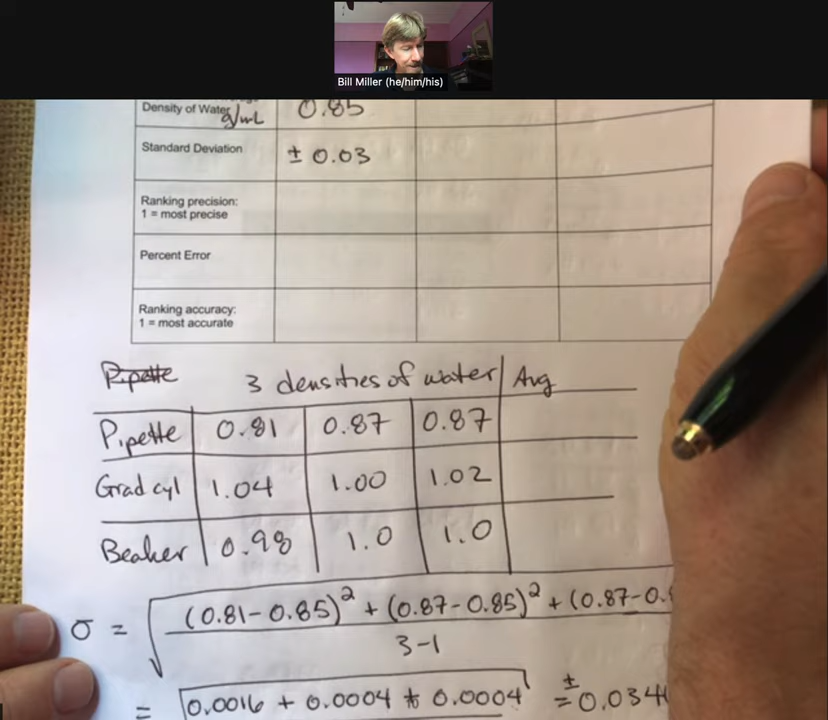 Bill Miller (he/him/his)
Density of Water g/mL 0.85
Standard Deviation ± 0.03
Ranking precision:
1 = most precise
Percent Error
Ranking accuracy:
1 = most accurate
Pipette 3 densities of water Avg
Pipette 0.81 0.87 0.87
Grad cyl 1.04 1.00 1.02
Beaker 0.98 1.0 1.0
σ = √ (0.81-0.85)² + (0.87-0.85)² + (0.87-0.8
3-1
= √ 0.0016 + 0.0004 + 0.0004 = ± 0.034